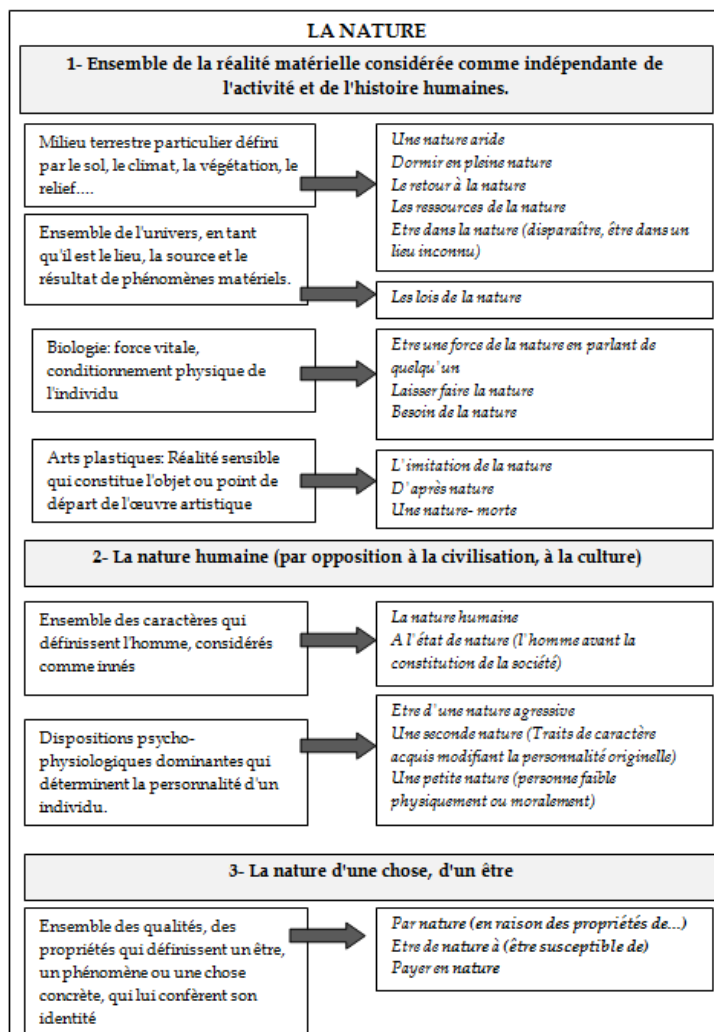 LA NATURE
1- Ensemble de la réalité matérielle considérée comme indépendante de
l'activité et de l'histoire humaines.
Milieu terrestre particulier défini
par le sol, le climat, la végétation, le
relief....
Une nature aride
Dormir en pleine nature
Le retour à la nature
Les ressources de la nature
Etre dans la nature (disparaître, être dans un
lieu inconnu)
Ensemble de l'univers, en tant
qu'il est le lieu, la source et le
résultat de phénomènes matériels.
Les lois de la nature
Biologie: force vitale,
conditionnement physique de
l'individu
Etre une force de la nature en parlant de
quelqu'un
Laisser faire la nature
Besoin de la nature
Arts plastiques: Réalité sensible
qui constitue l'objet ou point de
départ de l'œuvre artistique
L'imitation de la nature
D'après nature
Une nature- morte
2- La nature humaine (par opposition à la civilisation, à la culture)
Ensemble des caractères qui
définissent l'homme, considérés
comme innés
La nature humaine
A l'état de nature (l'homme avant la
constitution de la société)
Dispositions psycho-
physiologiques dominantes qui
déterminent la personnalité d'un
individu.
Etre d'une nature agressive
Une seconde nature (Traits de caractère
acquis modifiant la personnalité originelle)
Une petite nature (personne faible
physiquement ou moralement)
3- La nature d'une chose, d'un être
Ensemble des qualités, des
propriétés qui définissent un être,
un phénomène ou une chose
concrète, qui lui confèrent son
identité
Par nature (en raison des propriétés de...)
Etre de nature à (être susceptible de)
Payer en nature